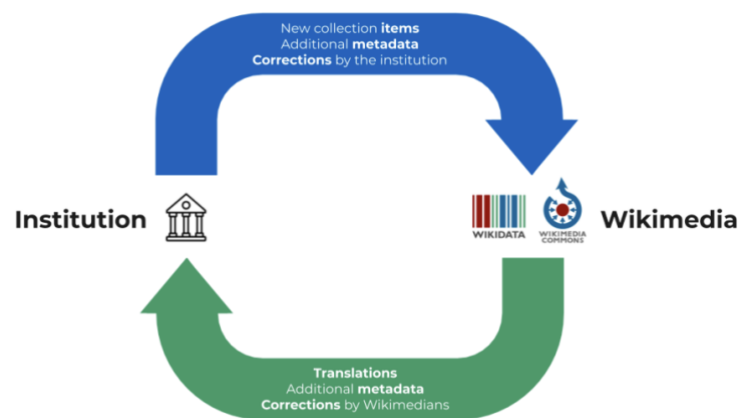 New collection items
Additional metadata
Corrections by the institution
Institution
WIKIDATA
WIKIMEDIA
COMMONS
Wikimedia
Translations
Additional metadata
Corrections by Wikimedians